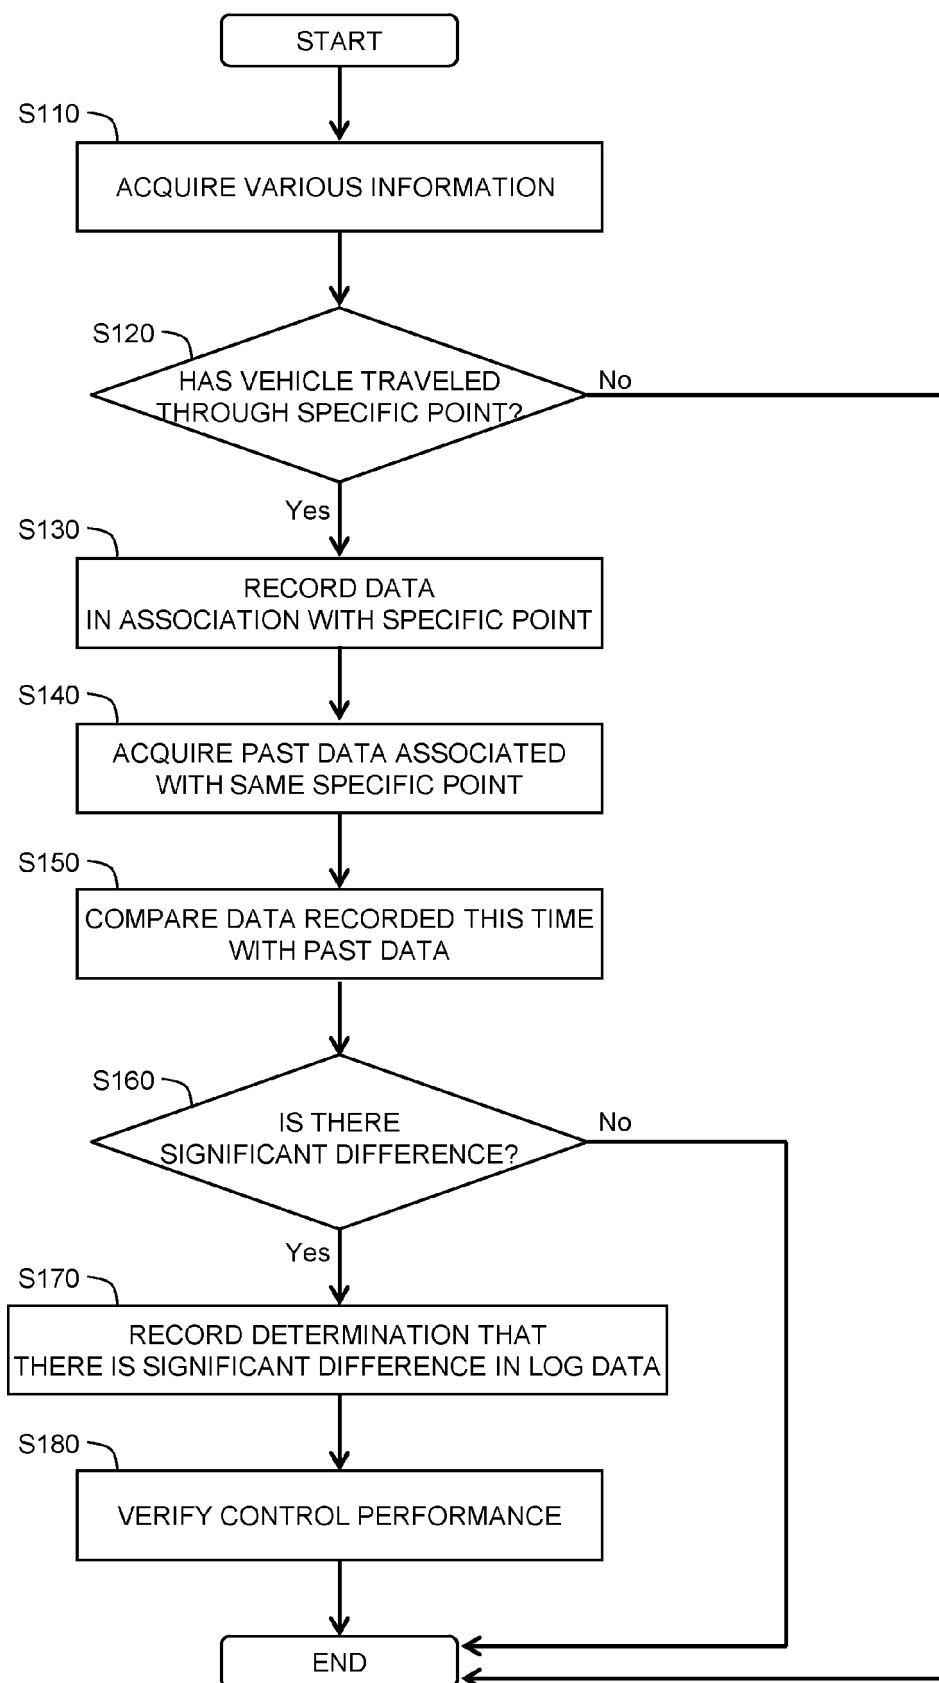 START
S110
ACQUIRE VARIOUS INFORMATION
S120
HAS VEHICLE TRAVELED
THROUGH SPECIFIC POINT?
No
Yes
S130
RECORD DATA
IN ASSOCIATION WITH SPECIFIC POINT
S140
ACQUIRE PAST DATA ASSOCIATED
WITH SAME SPECIFIC POINT
S150
COMPARE DATA RECORDED THIS TIME
WITH PAST DATA
S160
IS THERE
SIGNIFICANT DIFFERENCE?
No
Yes
S170
RECORD DETERMINATION THAT
THERE IS SIGNIFICANT DIFFERENCE IN LOG DATA
S180
VERIFY CONTROL PERFORMANCE
END